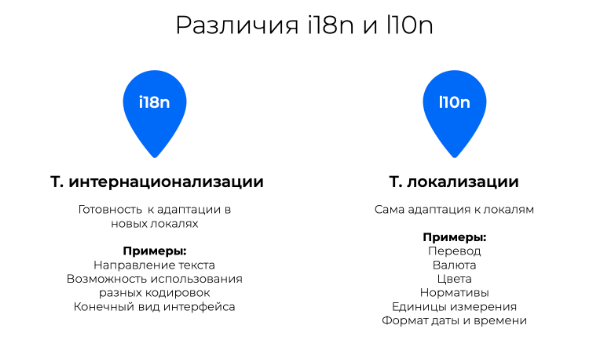 Различия i18n и l10n
i18n
l10n
Т. интернационализации
Готовность к адаптации в
новых локалях
Примеры:
Направление текста
Возможность использования
разных кодировок
Конечный вид интерфейса
Т. локализации
Сама адаптация к локалям
Примеры:
Перевод
Валюта
Цвета
Нормативы
Единицы измерения
Формат даты и времени